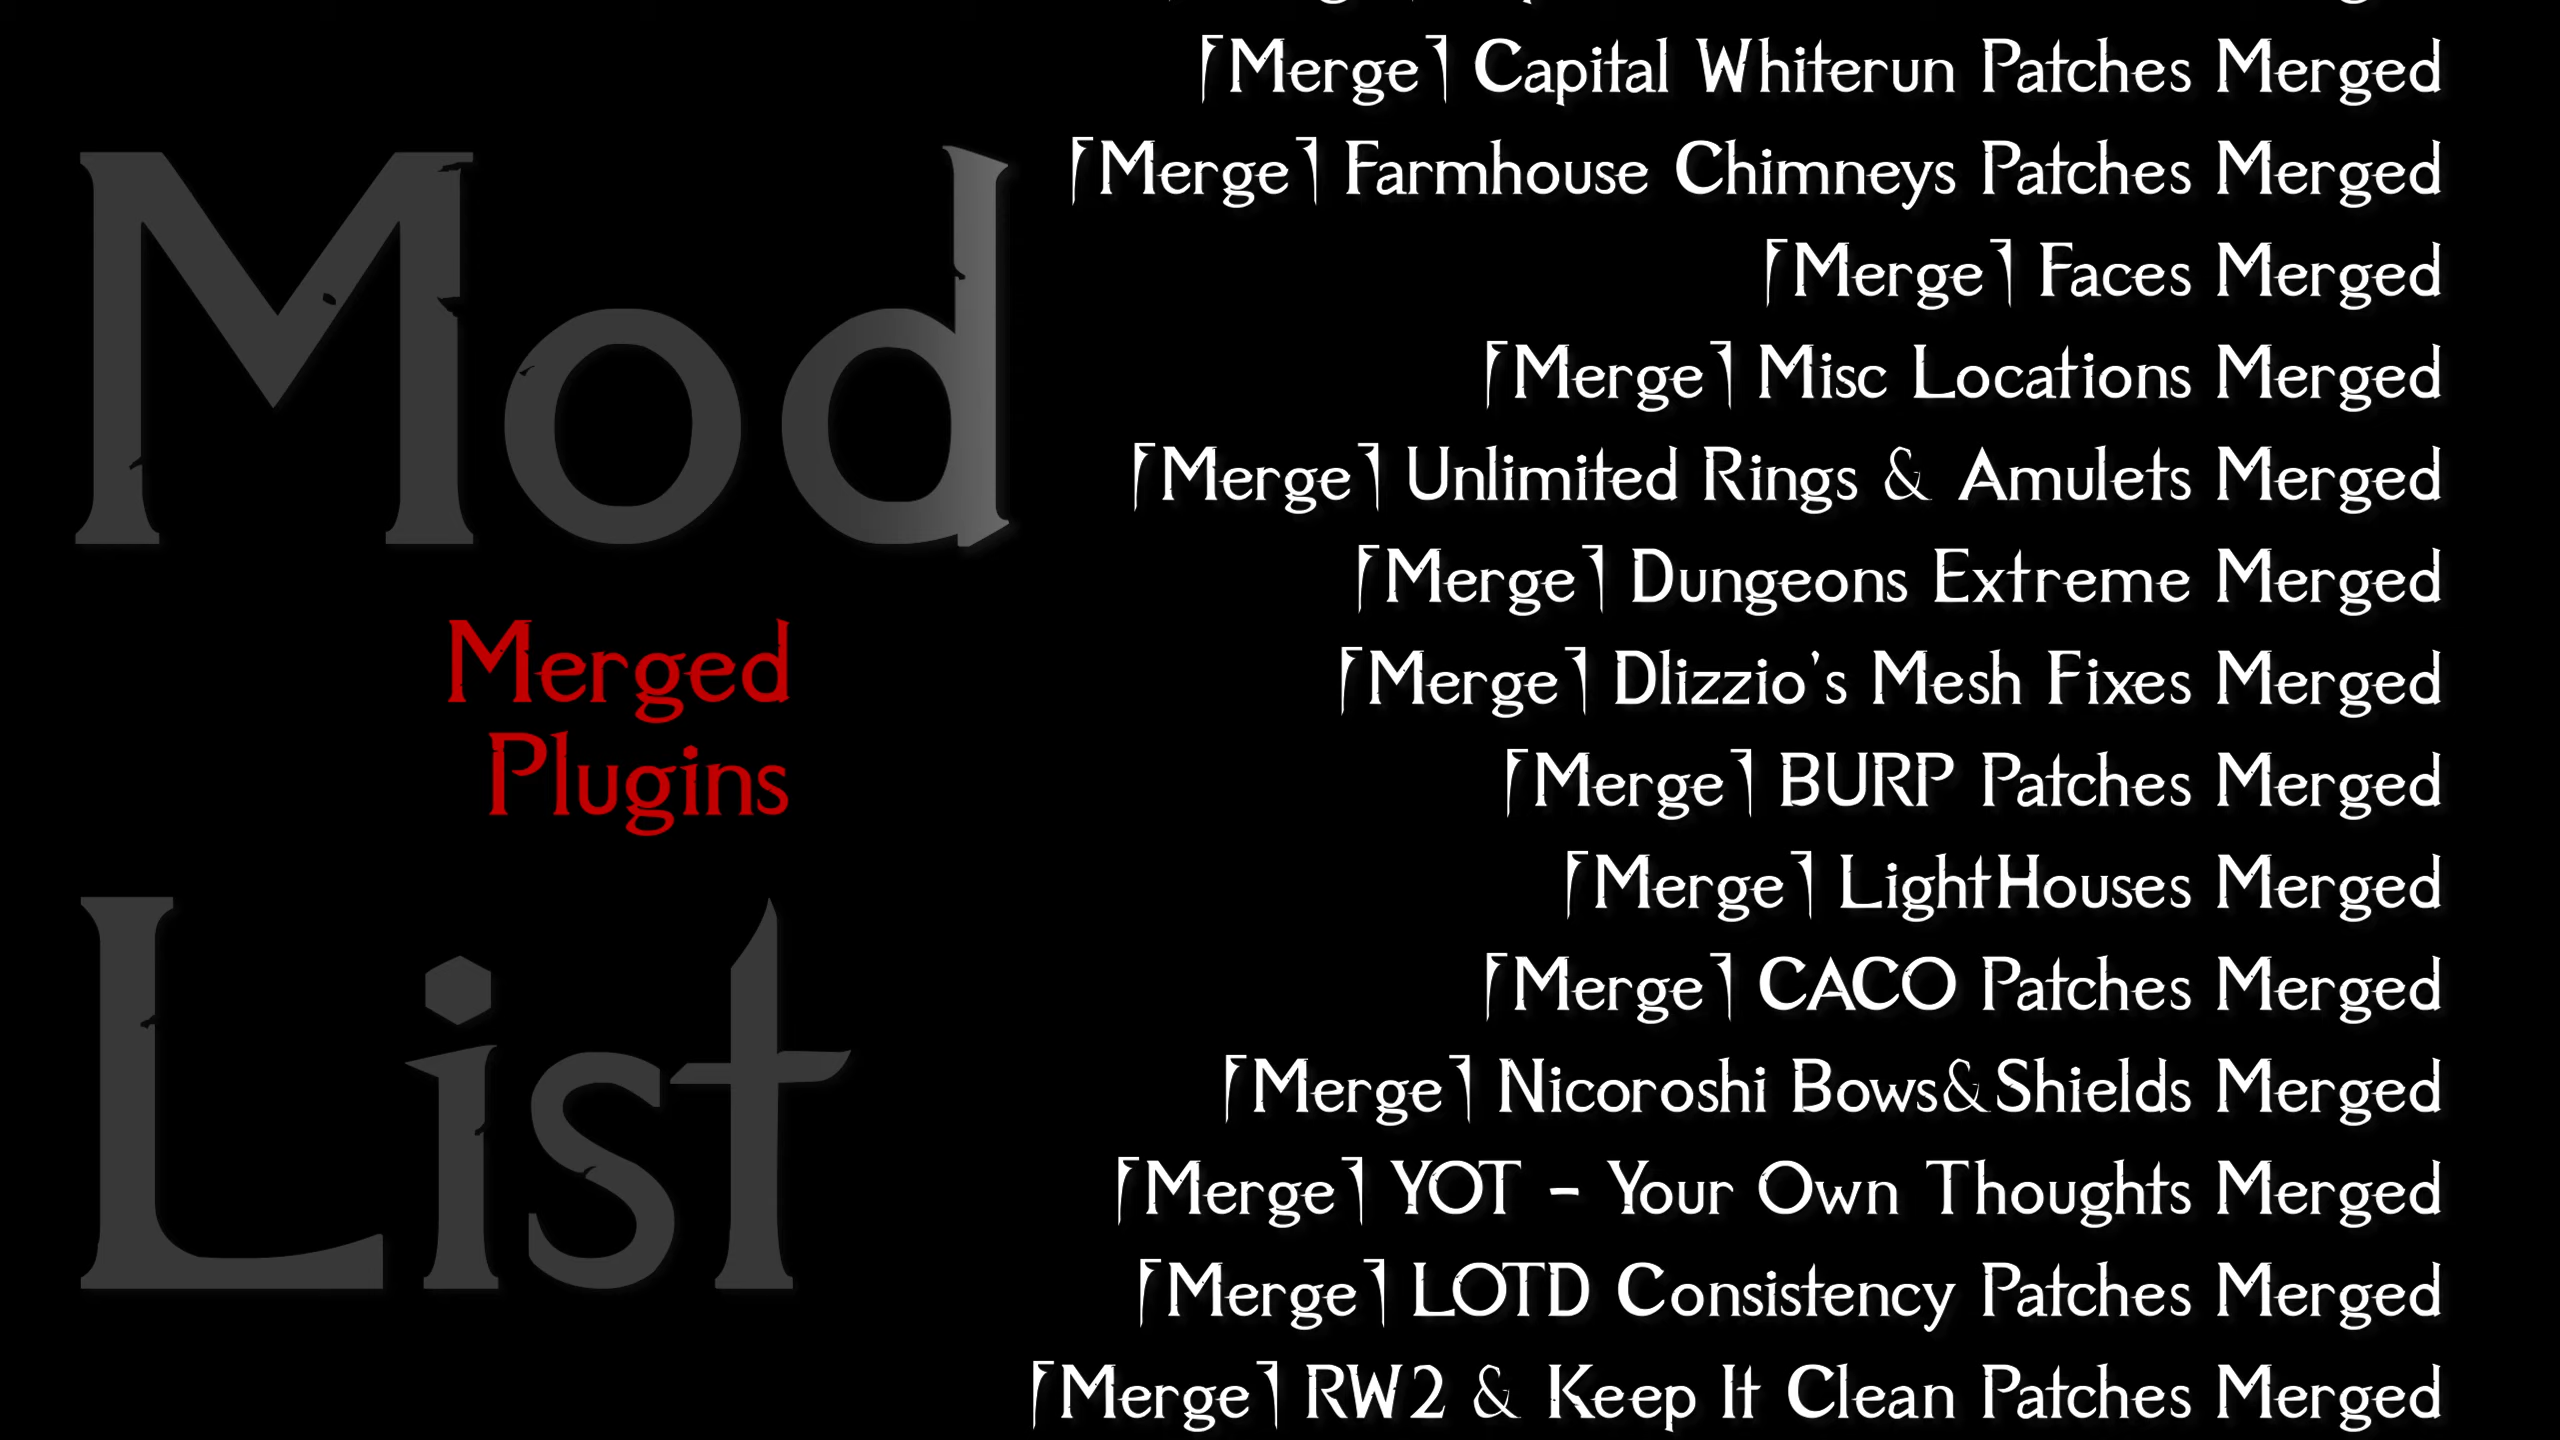 Mod
Merged
Plugins
List
「Merge」 Capital Whiterun Patches Merged
「Merge」 Farmhouse Chimneys Patches Merged
「Merge」 Faces Merged
「Merge」 Misc Locations Merged
「Merge」 Unlimited Rings & Amulets Merged
「Merge」 Dungeons Extreme Merged
「Merge」 Dlizzio's Mesh Fixes Merged
「Merge」 BURP Patches Merged
「Merge」 LightHouses Merged
「Merge」 CACO Patches Merged
「Merge」 Nicoroshi Bows&Shields Merged
「Merge」 YOT - Your Own Thoughts Merged
「Merge」 LOTD Consistency Patches Merged
「Merge」 RW2 & Keep It Clean Patches Merged